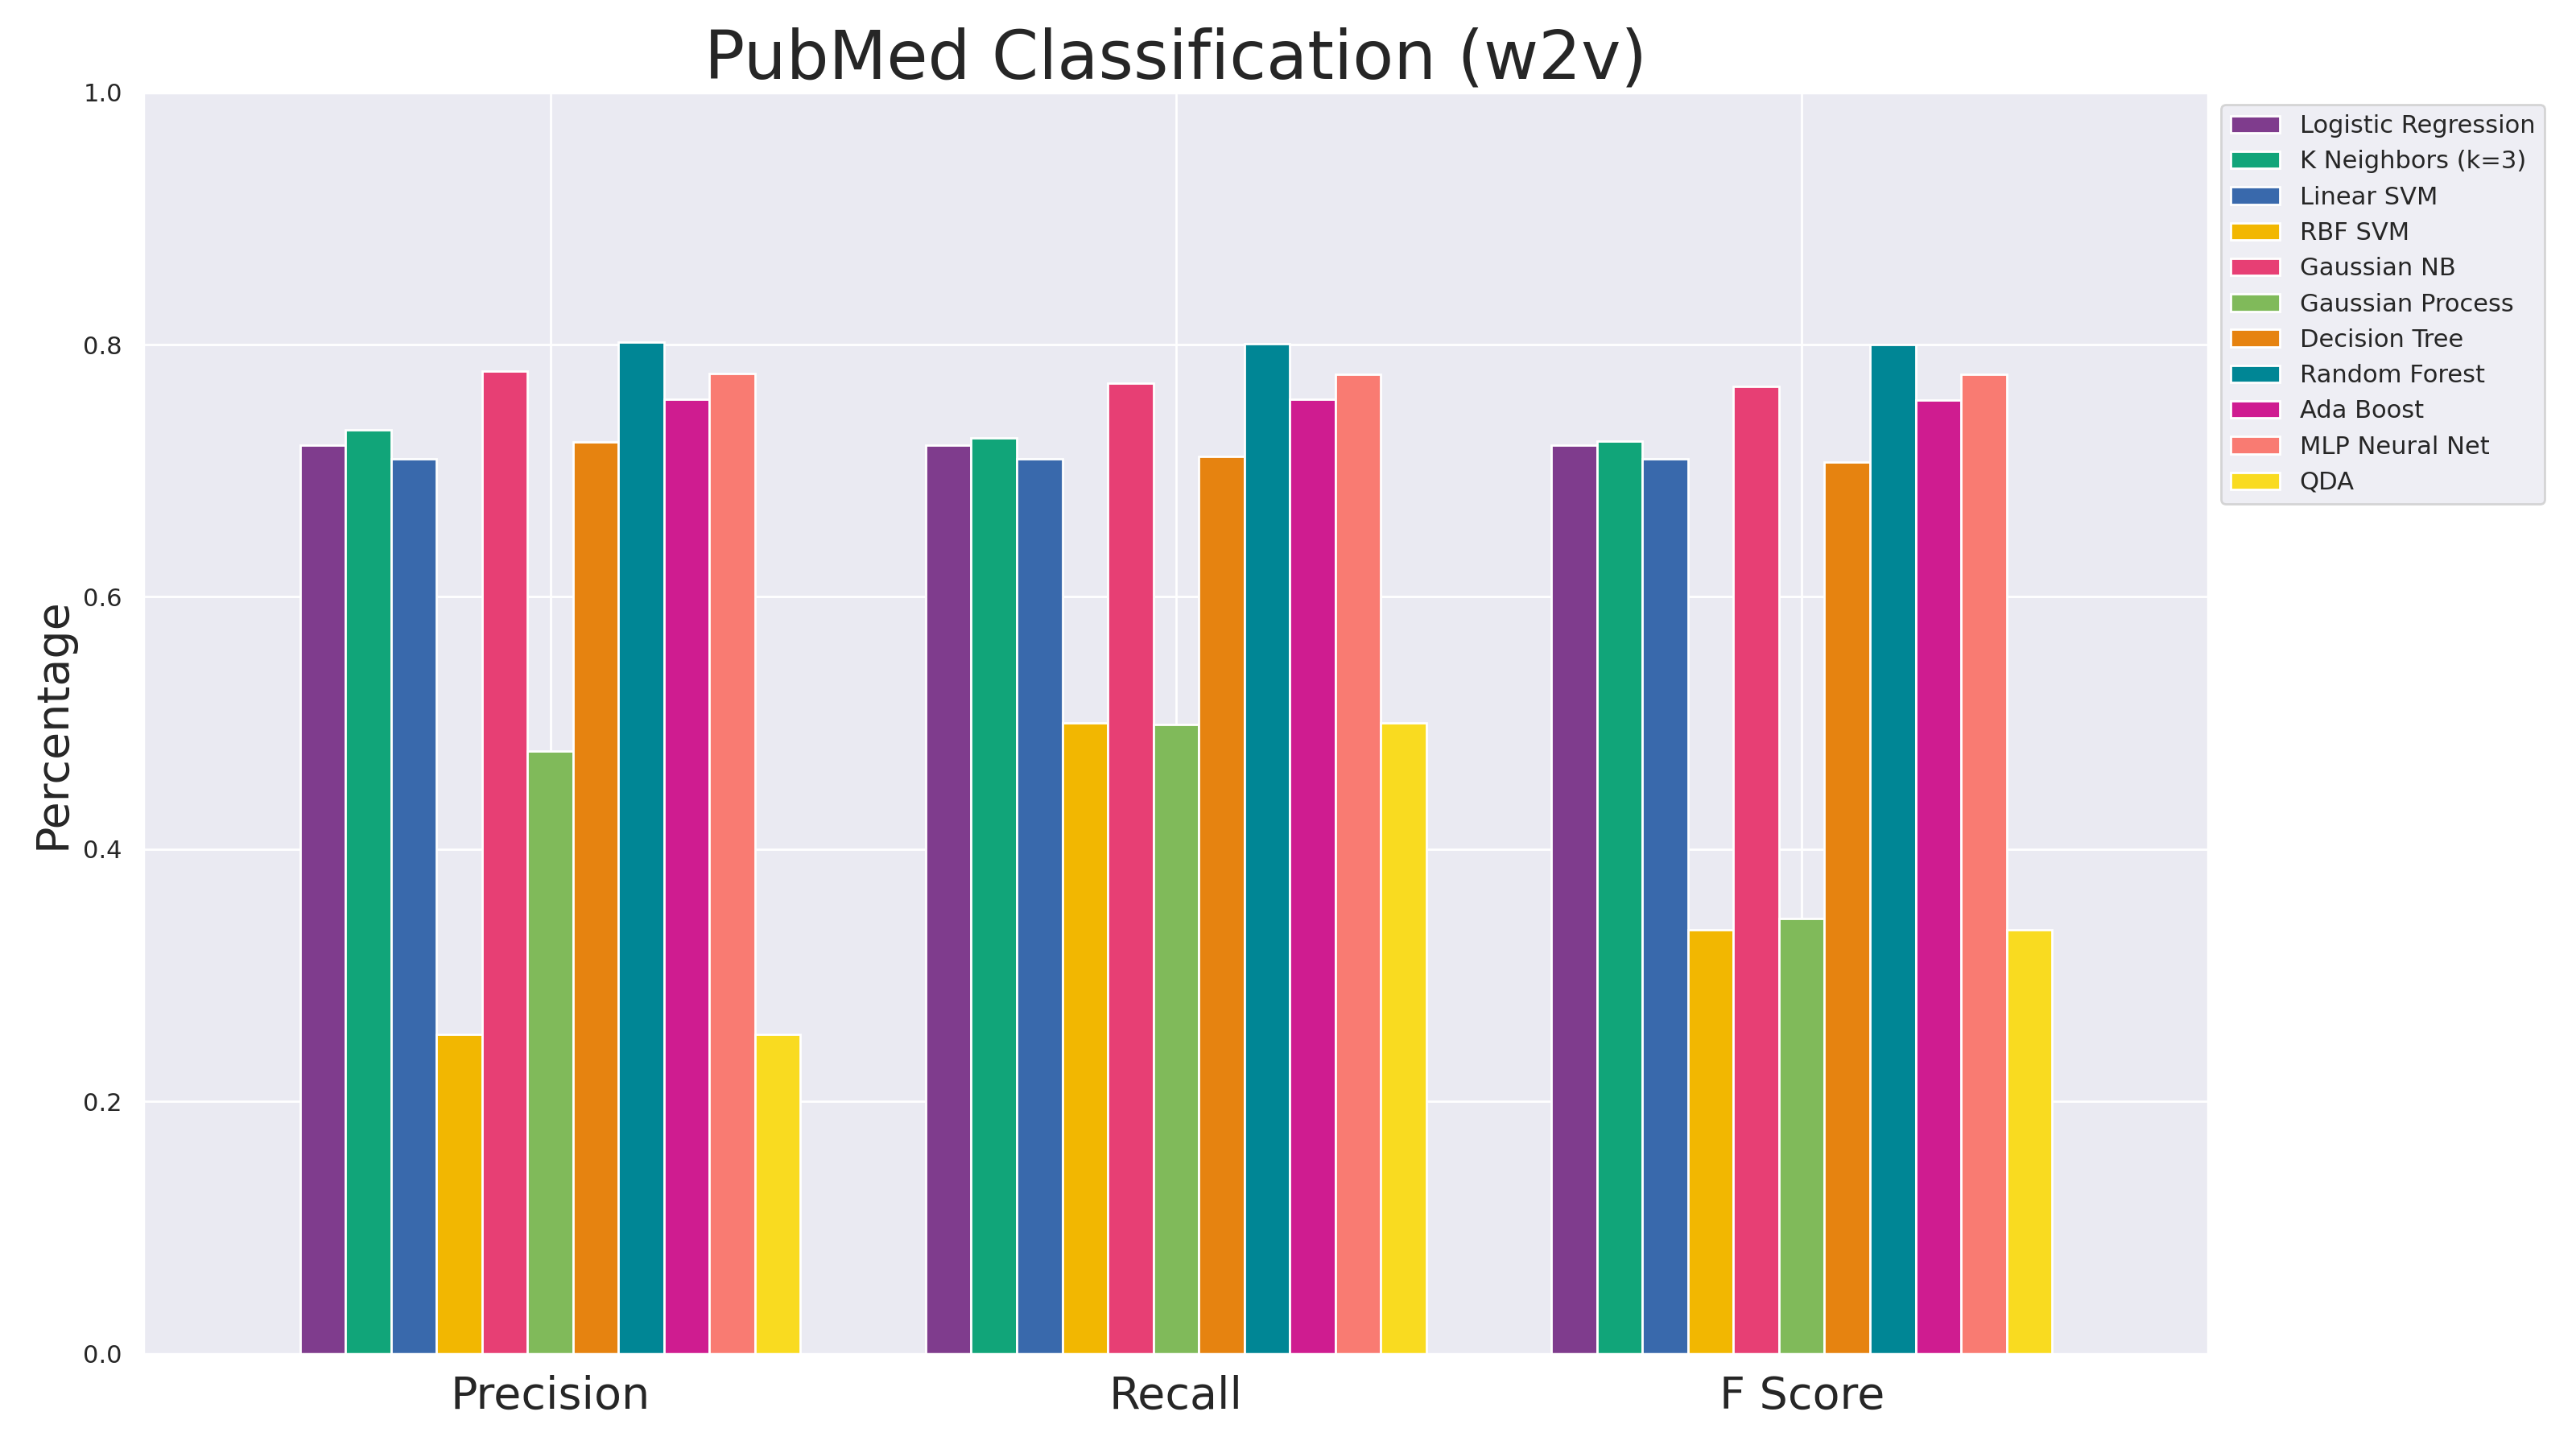 PubMed Classification (w2v)
Percentage
1.0
0.8
0.6
0.4
0.2
0.0
Precision
Recall
F Score
Logistic Regression
K Neighbors (k=3)
Linear SVM
RBF SVM
Gaussian NB
Gaussian Process
Decision Tree
Random Forest
Ada Boost
MLP Neural Net
QDA